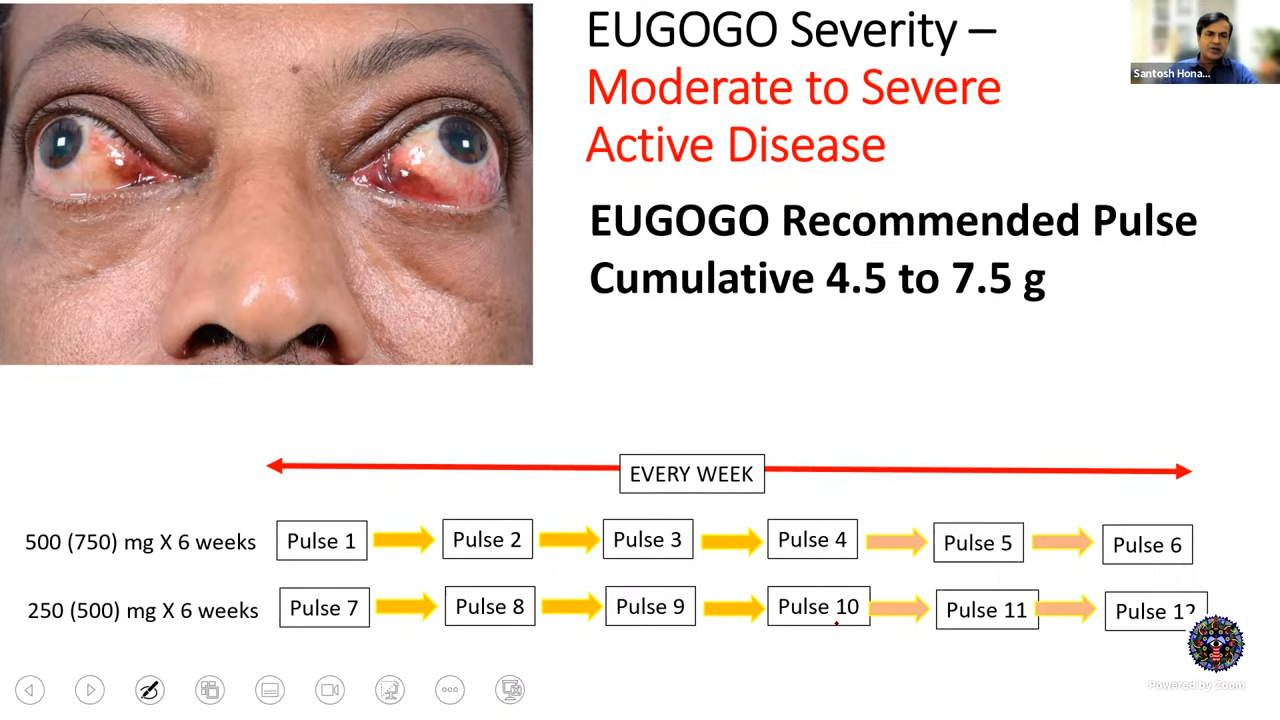 EUGOGO Severity –
Moderate to Severe
Active Disease
Santosh Hona...
EUGOGO Recommended Pulse
Cumulative 4.5 to 7.5 g
EVERY WEEK
500 (750) mg X 6 weeks Pulse 1 Pulse 2 Pulse 3 Pulse 4 Pulse 5 Pulse 6
250 (500) mg X 6 weeks Pulse 7 Pulse 8 Pulse 9 Pulse 10 Pulse 11 Pulse 12
Powered by Zoom